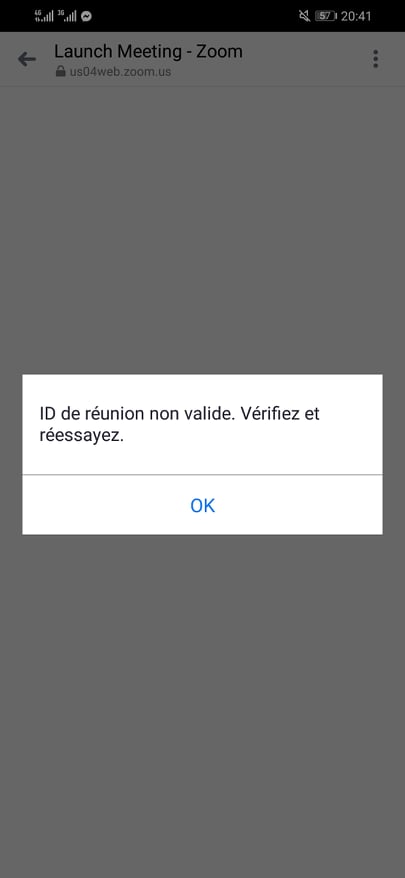 4G 3G 57 20:41
Launch Meeting - Zoom
us04web.zoom.us
ID de réunion non valide. Vérifiez et
réessayez.
OK